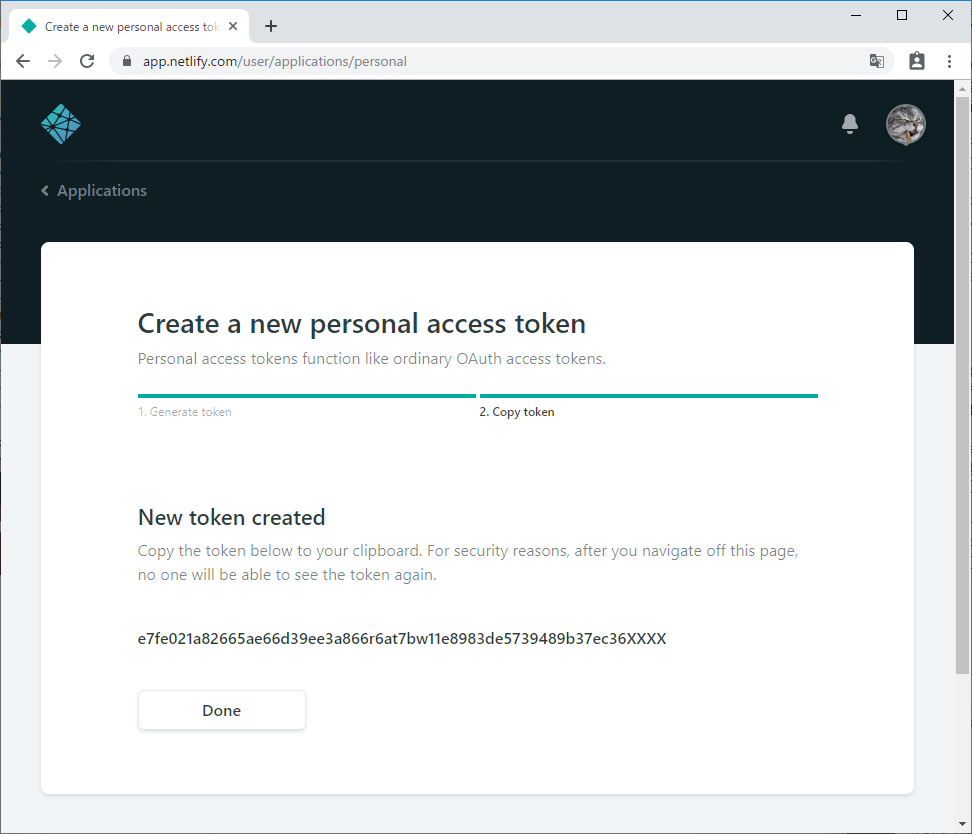 Create a new personal access tok
app.netlify.com/user/applications/personal
Applications
Create a new personal access token
Personal access tokens function like ordinary OAuth access tokens.
1. Generate token
2. Copy token
New token created
Copy the token below to your clipboard. For security reasons, after you navigate off this page,
no one will be able to see the token again.
e7fe021a82665ae66d39ee3a866r6at7bw11e8983de5739489b37ec36XXXX
Done